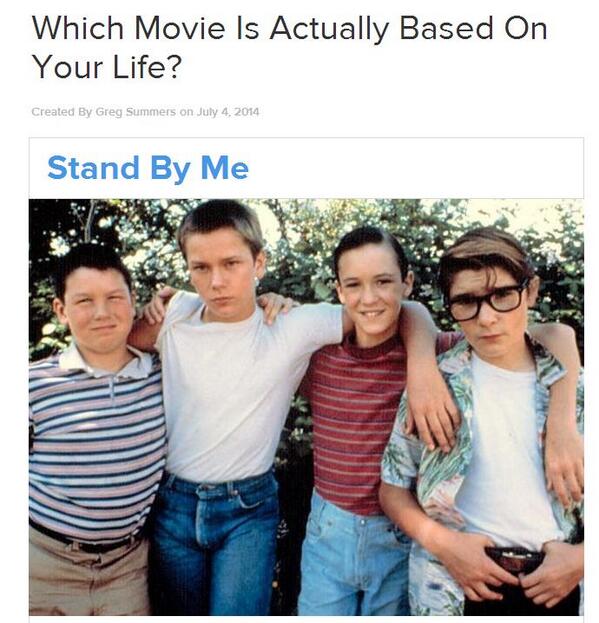 Which Movie Is Actually Based On
Your Life?
Created By Greg Summers on July 4, 2014
Stand By Me